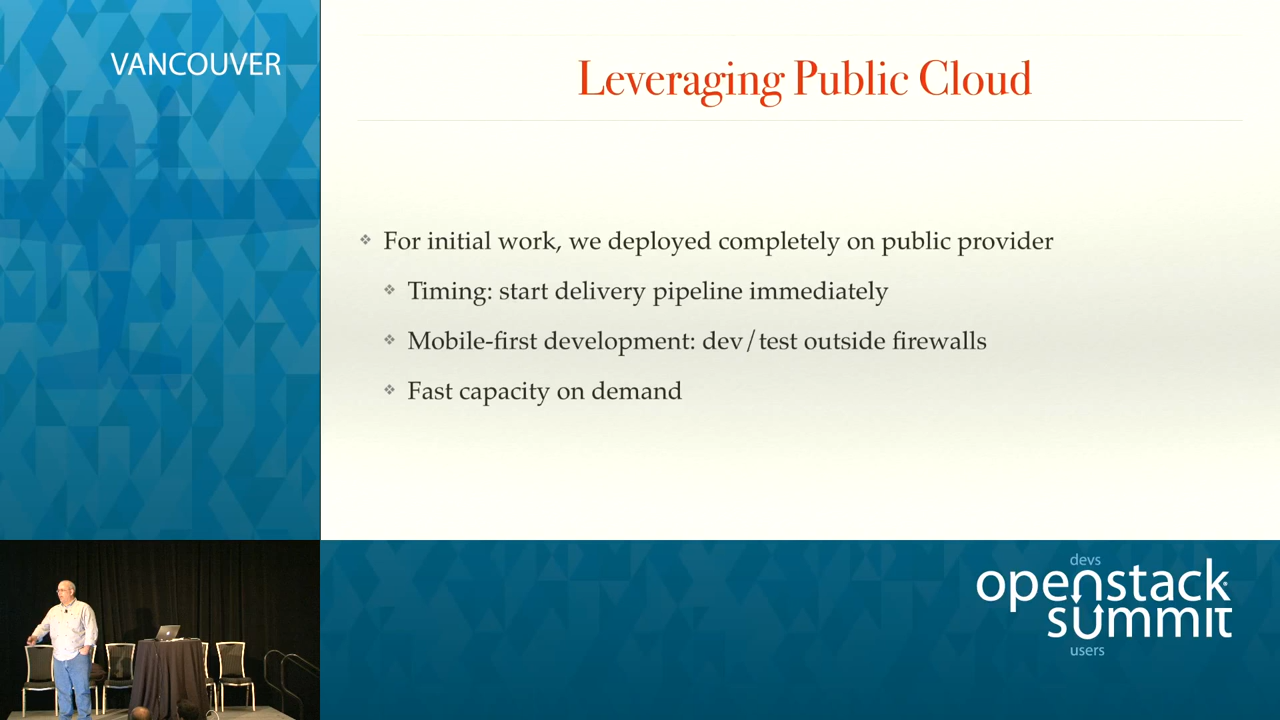 VANCOUVER
Leveraging Public Cloud
❖ For initial work, we deployed completely on public provider
❖ Timing: start delivery pipeline immediately
❖ Mobile-first development: dev/test outside firewalls
❖ Fast capacity on demand
devs
openstack
summit
users